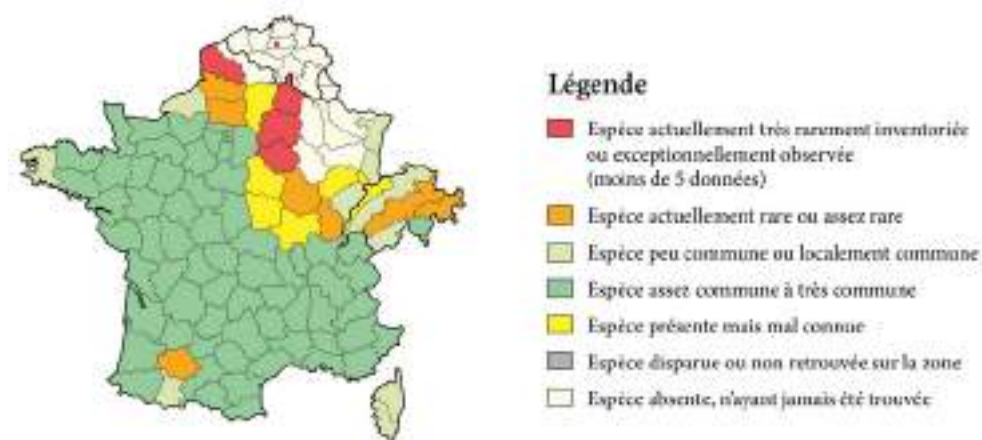 Légende
Espèce actuellement très rarement inventoriée
ou exceptionnellement observée
(moins de 5 données)
Espèce actuellement rare ou assez rare
Espèce peu commune ou localement commune
Espèce assez commune à très commune
Espèce présente mais mal connue
Espèce disparue ou non retrouvée sur la zone
Espèce absente, n'ayant jamais été trouvée